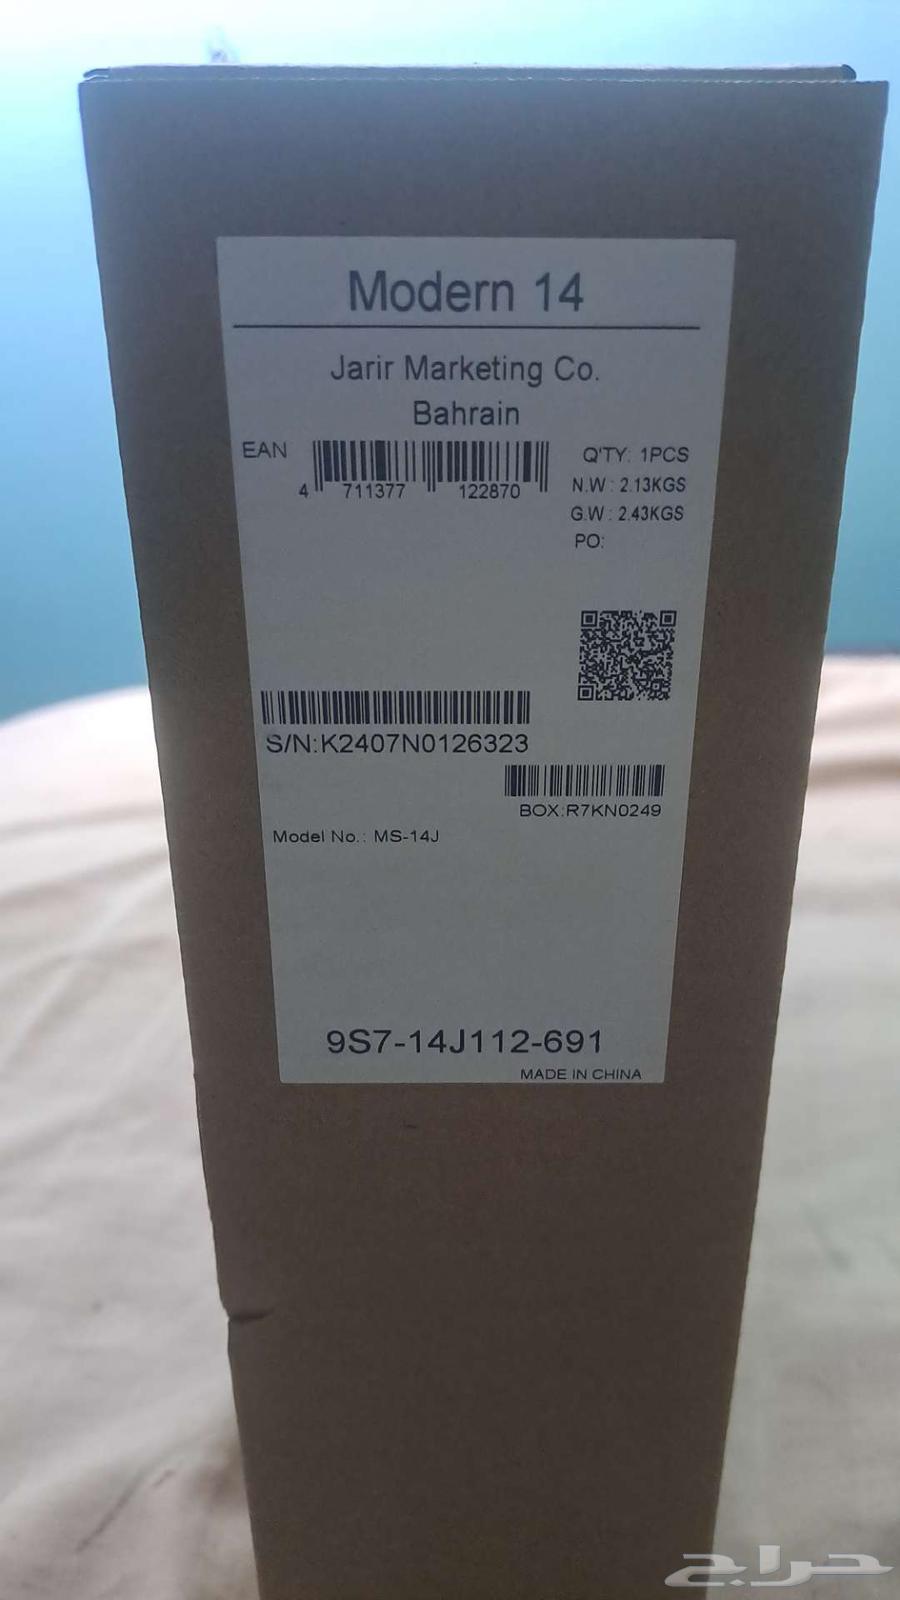 Modern 14
Jarir Marketing Co.
Bahrain
EAN
4 711377 122870
Q'TY: 1PCS
N.W : 2.13KGS
G.W : 2.43KGS
PO:
S/N:K2407N0126323
BOX:R7KN0249
Model No.: MS-14J
9S7-14J112-691
MADE IN CHINA
حراج